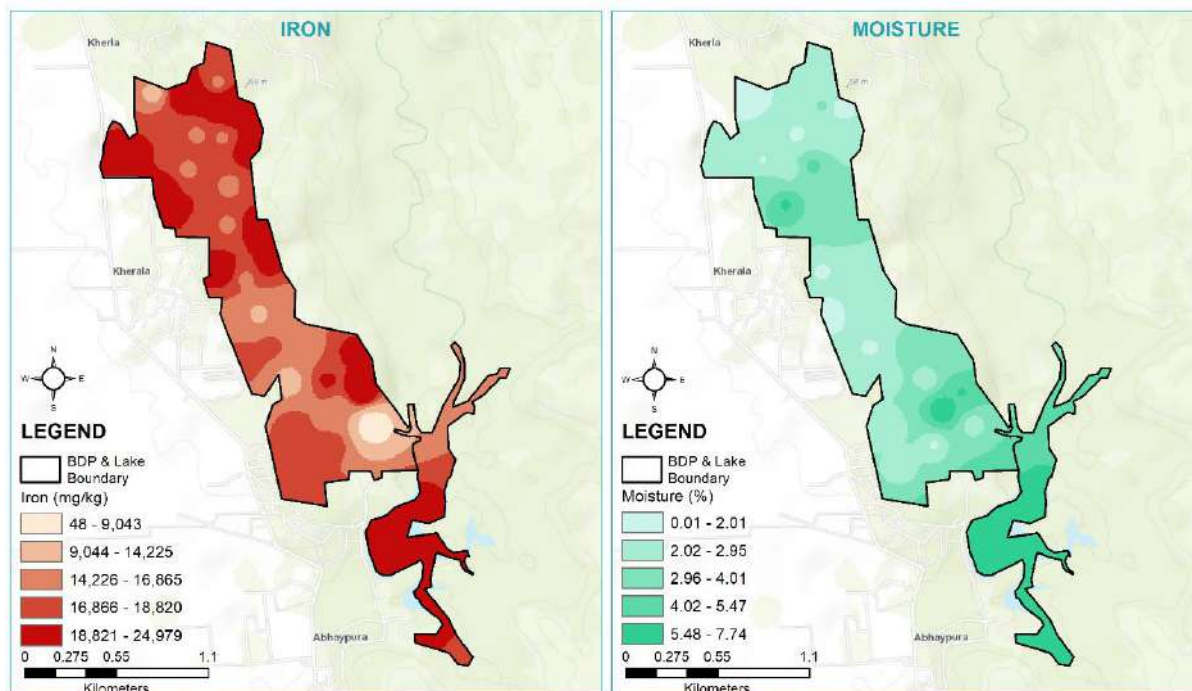 IRON
Kherla
Kherala
N
W
E
S
LEGEND
BDP & Lake
Boundary
Iron (mg/kg)
48 - 9,043
9,044 - 14,225
14,226 - 16,865
16,866 - 18,820
18,821 - 24,979
Abhaypura
0 0.275 0.55 1.1
Kilometers
MOISTURE
Kherla
Kherala
N
W
E
S
LEGEND
BDP & Lake
Boundary
Moisture (%)
0.01 - 2.01
2.02 - 2.95
2.96 - 4.01
4.02 - 5.47
5.48 - 7.74
Abhaypura
0 0.275 0.55 1.1
Kilometers